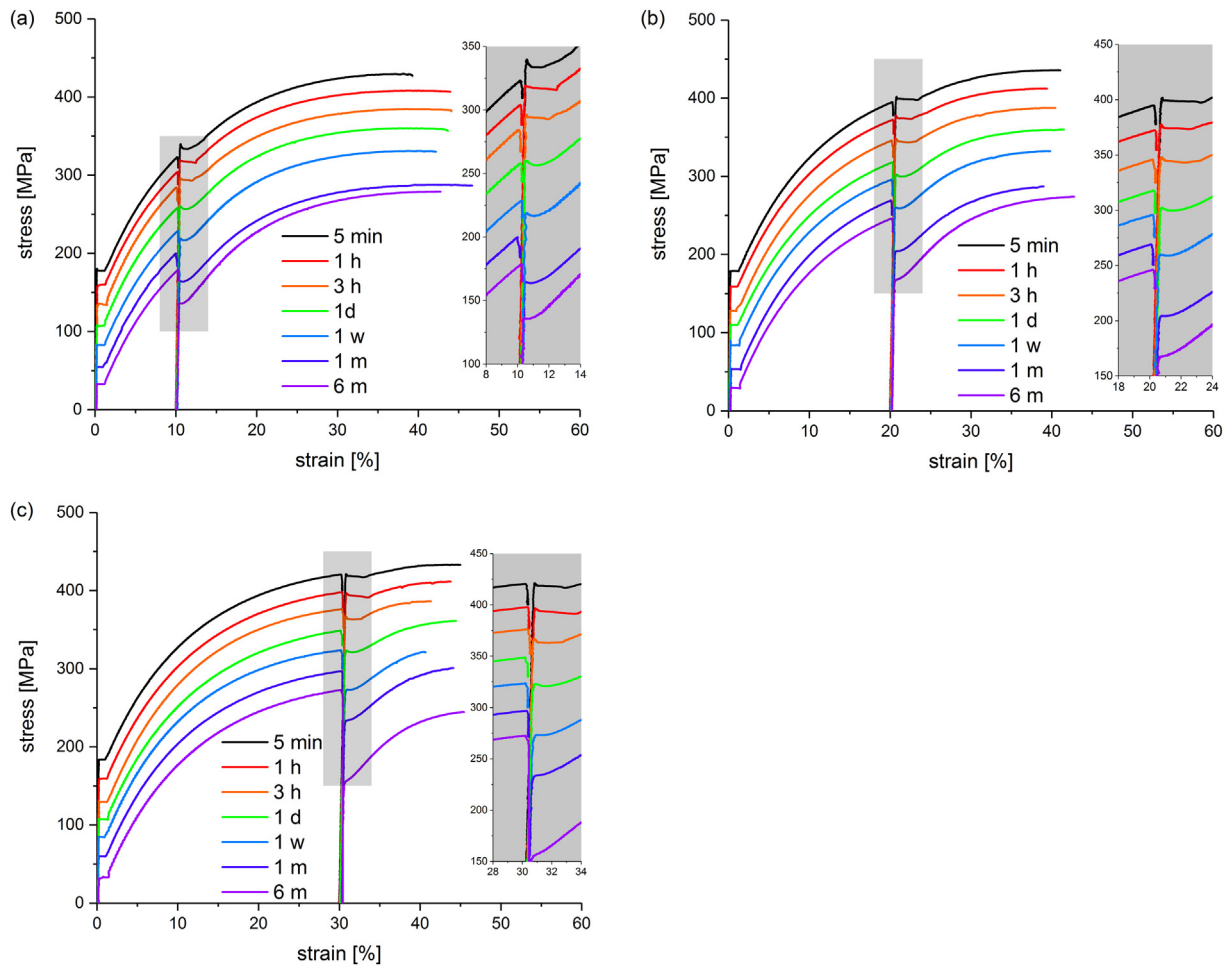 (a)
500
400
300
200
100
0
stress [MPa]
0 10 20 30 40 50 60
strain [%]
5 min
1 h
3 h
1d
1 w
1 m
6 m
350
300
250
200
150
100
8 10 12 14
(b)
500
400
300
200
100
0
stress [MPa]
0 10 20 30 40 50 60
strain [%]
5 min
1 h
3 h
1 d
1 w
1 m
6 m
450
400
350
300
250
200
150
18 20 22 24
(c)
500
400
300
200
100
0
stress [MPa]
0 10 20 30 40 50 60
strain [%]
5 min
1 h
3 h
1 d
1 w
1 m
6 m
450
400
350
300
250
200
150
28 30 32 34